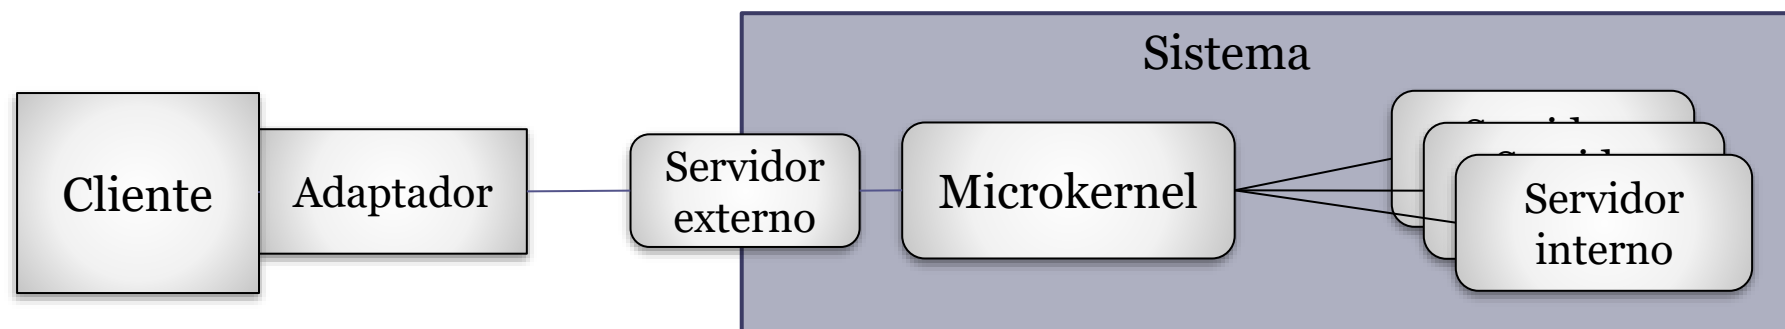 Sistema
Cliente
Adaptador
Servidor
externo
Microkernel
Servidor
interno